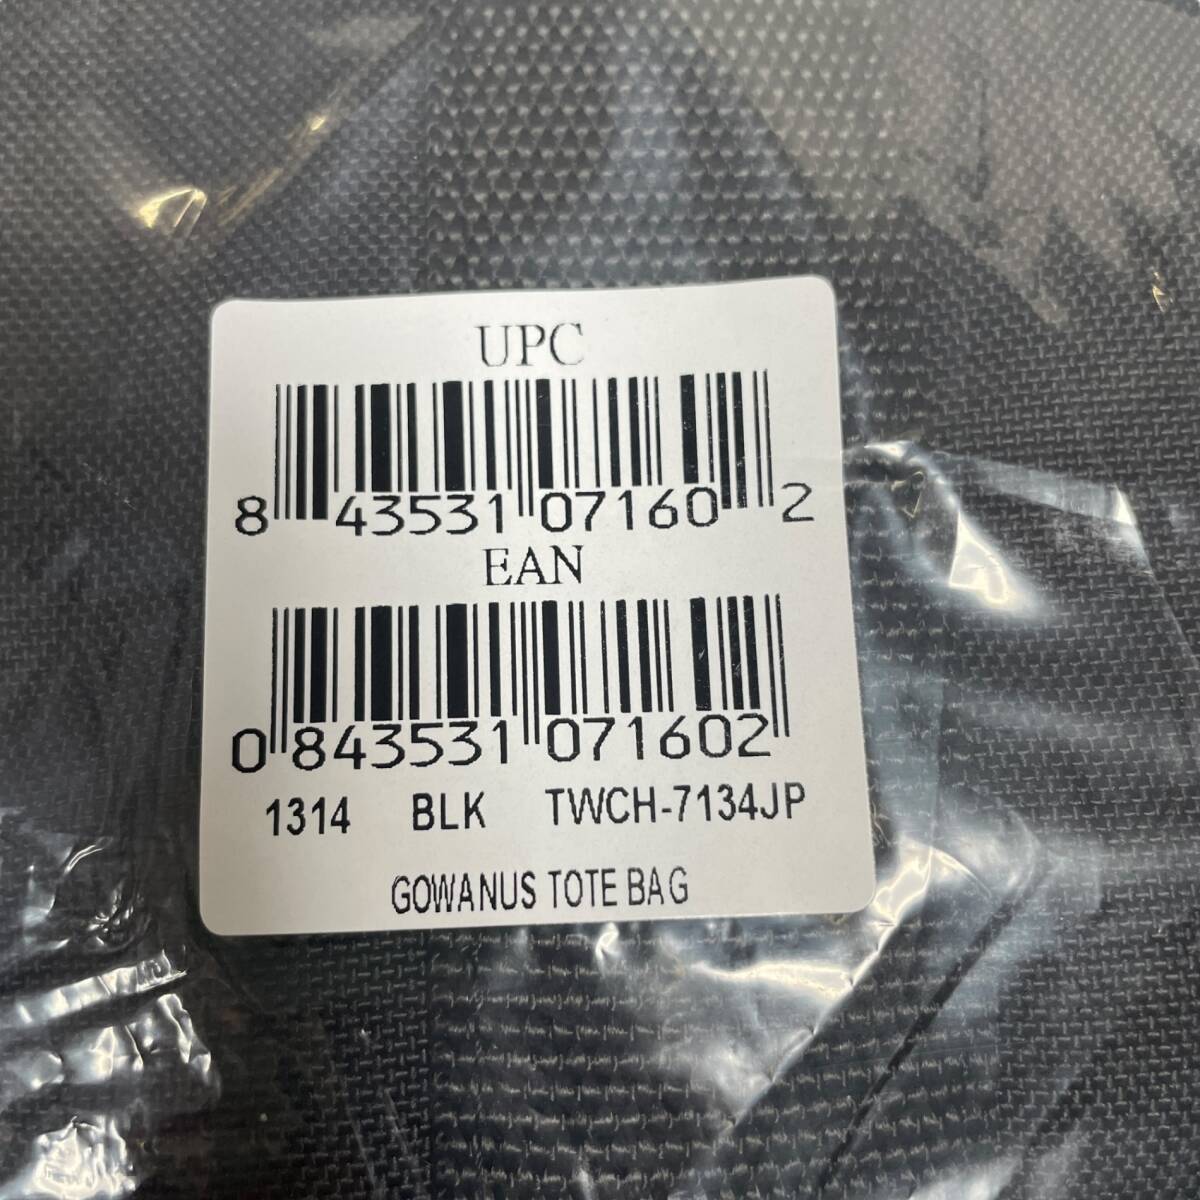 UPC
8 43531 07160 2
EAN
0 843531 071602
1314 BLK TWCH-7134JP
GOWANUS TOTE BAG